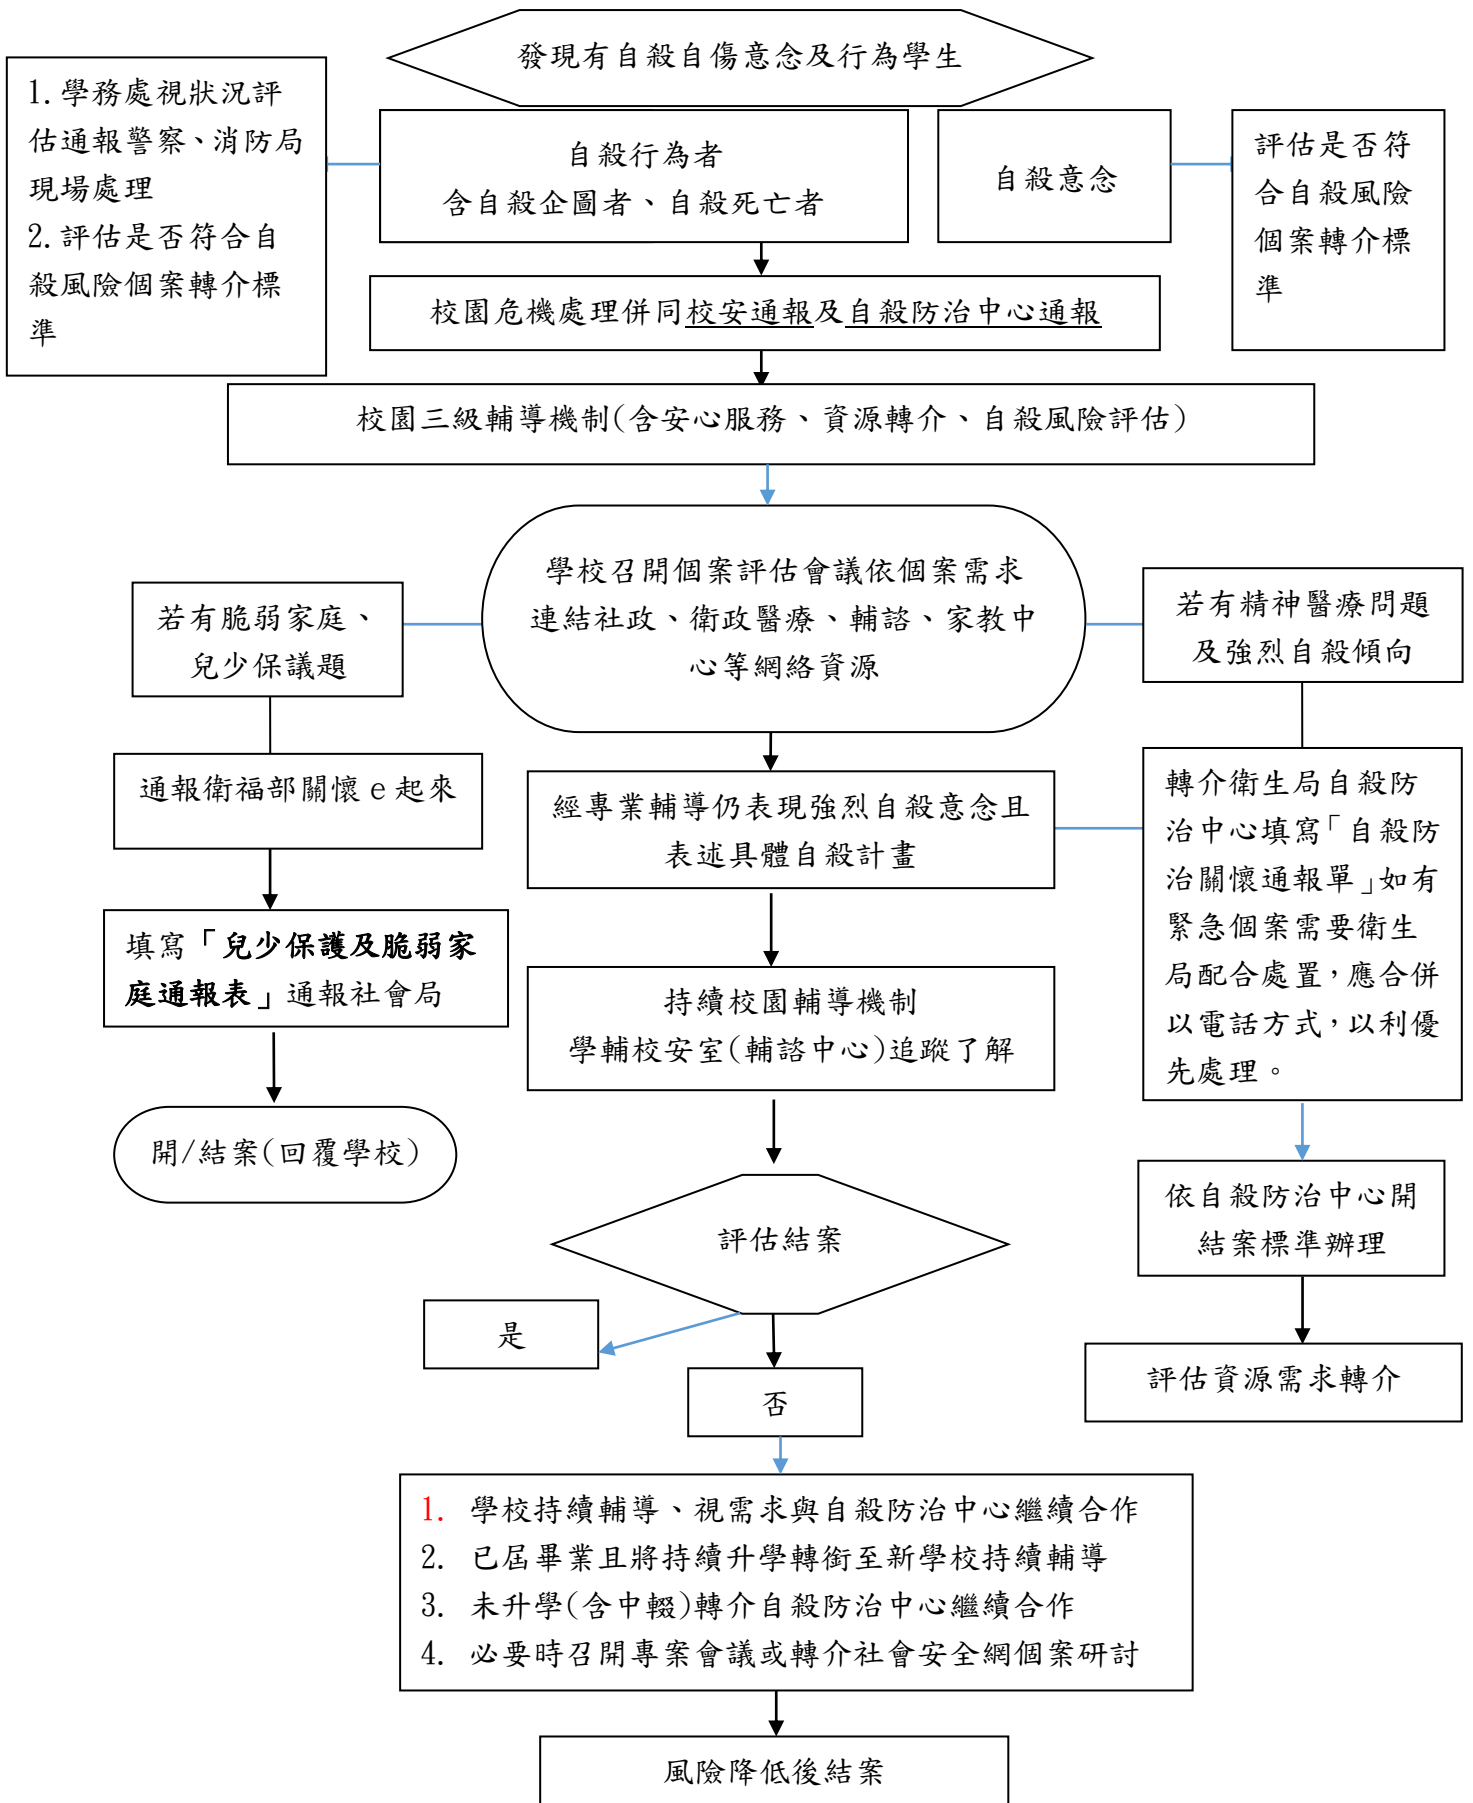 發現有自殺自傷意念及行為學生
1. 學務處視狀況評
估通報警察、消防局
現場處理
2. 評估是否符合自
殺風險個案轉介標
準
自殺行為者
含自殺企圖者、自殺死亡者
自殺意念
評估是否符
合自殺風險
個案轉介標
準
校園危機處理併同校安通報及自殺防治中心通報
校園三級輔導機制(含安心服務、資源轉介、自殺風險評估)
學校召開個案評估會議依個案需求
連結社政、衛政醫療、輔諮、家教中
心等網絡資源
若有脆弱家庭、
兒少保議題
若有精神醫療問題
及強烈自殺傾向
通報衛福部關懷 e 起來
經專業輔導仍表現強烈自殺意念且
表述具體自殺計畫
轉介衛生局自殺防
治中心填寫「自殺防
治關懷通報單」如有
緊急個案需要衛生
局配合處置，應合併
以電話方式，以利優
先處理。
填寫「兒少保護及脆弱家
庭通報表」通報社會局
持續校園輔導機制
學輔校安室(輔諮中心)追蹤了解
開/結案(回覆學校)
依自殺防治中心開
結案標準辦理
評估結案
是
否
評估資源需求轉介
1. 學校持續輔導、視需求與自殺防治中心繼續合作
2. 已屆畢業且將持續升學轉銜至新學校持續輔導
3. 未升學(含中輟)轉介自殺防治中心繼續合作
4. 必要時召開專案會議或轉介社會安全網個案研討
風險降低後結案